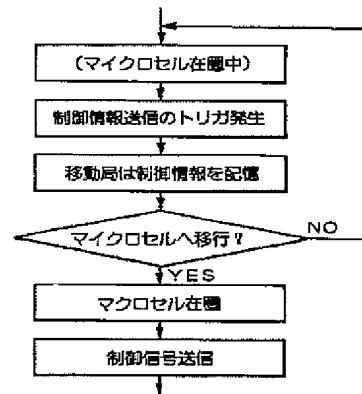 (マイクロセル在圏中)
制御情報送信のトリガ発生
移動局は制御情報を記憶
マイクロセルへ移行?
NO
YES
マクロセル在圏
制御信号送信